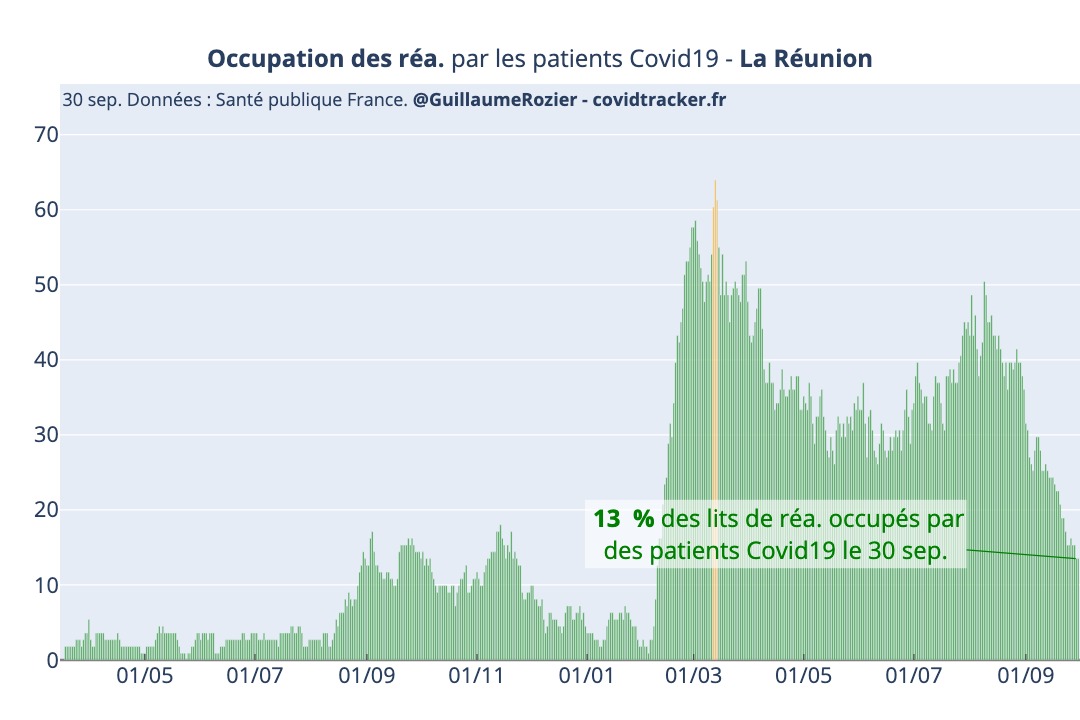 Occupation des réa. par les patients Covid19 - La Réunion
30 sep. Données : Santé publique France. @GuillaumeRozier - covidtracker.fr
70
60
50
40
30
20
10
0
13 % des lits de réa. occupés par
des patients Covid19 le 30 sep.
01/05 01/07 01/09 01/11 01/01 01/03 01/05 01/07 01/09